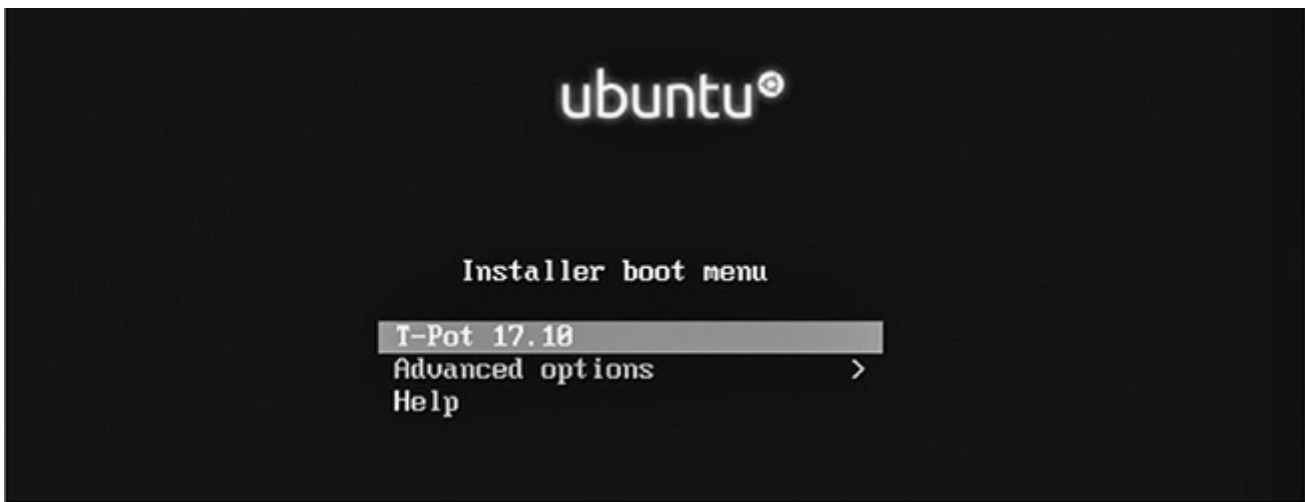 ubuntu
Installer boot menu
T-Pot 17.10
Advanced options >
Help